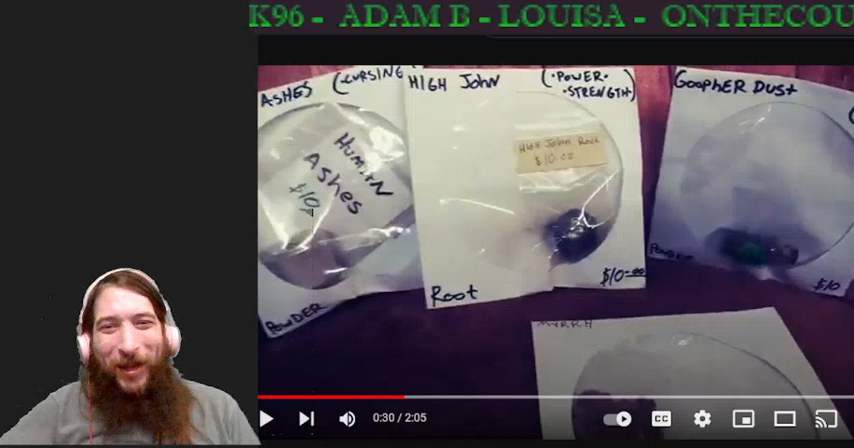 K96 - ADAM B - LOUISA - ONTHECOU
ASHES (·CURSING
HUMAN
ASHES
$10
POWDER
HIGH JOHN (·POWER·
·STRENGTH)
HIGH John Root
$10.00
Root
$10.00
GoopHER DUSt
POWDER
$10
MYRRH
0:30 / 2:05
CC